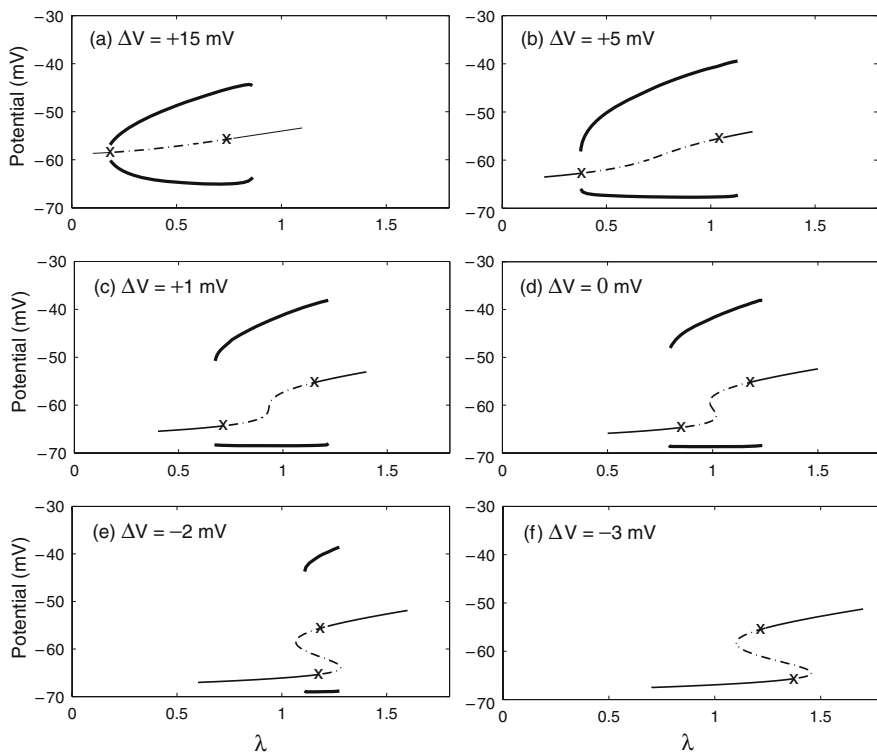 (a) ΔV = +15 mV
(b) ΔV = +5 mV
Potential (mV)
−30
−40
−50
−60
−70
0
0.5
1
1.5
−30
−40
−50
−60
−70
0
0.5
1
1.5
x
x
x
x
(c) ΔV = +1 mV
(d) ΔV = 0 mV
Potential (mV)
−30
−40
−50
−60
−70
0
0.5
1
1.5
−30
−40
−50
−60
−70
0
0.5
1
1.5
x
x
x
x
(e) ΔV = −2 mV
(f) ΔV = −3 mV
Potential (mV)
−30
−40
−50
−60
−70
0
0.5
1
1.5
−30
−40
−50
−60
−70
0
0.5
1
1.5
x
x
x
x
λ
λ